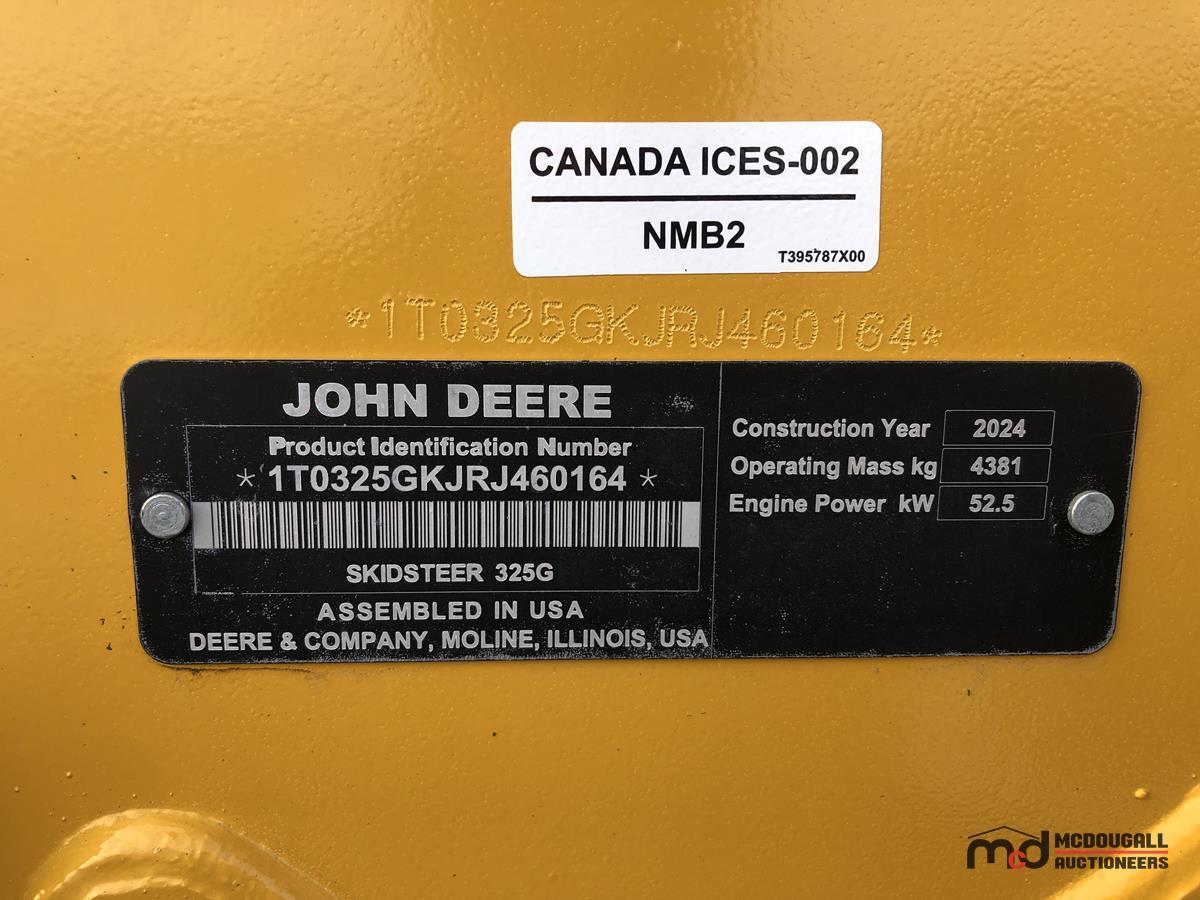 CANADA ICES-002
NMB2
T395787X00
*1T0325GKJRJ460164*
JOHN DEERE
Product Identification Number
*1T0325GKJRJ460164*
SKIDSTEER 325G
ASSEMBLED IN USA
DEERE & COMPANY, MOLINE, ILLINOIS, USA
Construction Year 2024
Operating Mass kg 4381
Engine Power kW 52.5
mcd MCDOUGALL
AUCTIONEERS